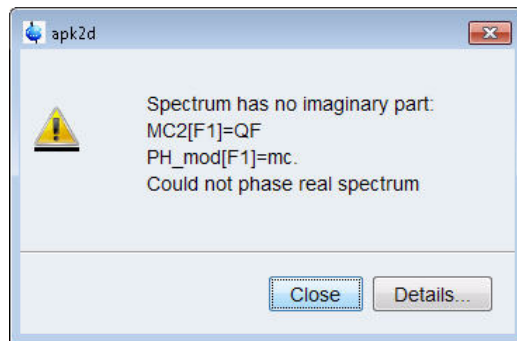 apk2d
Spectrum has no imaginary part:
MC2[F1]=QF
PH_mod[F1]=mc.
Could not phase real spectrum
Close
Details...